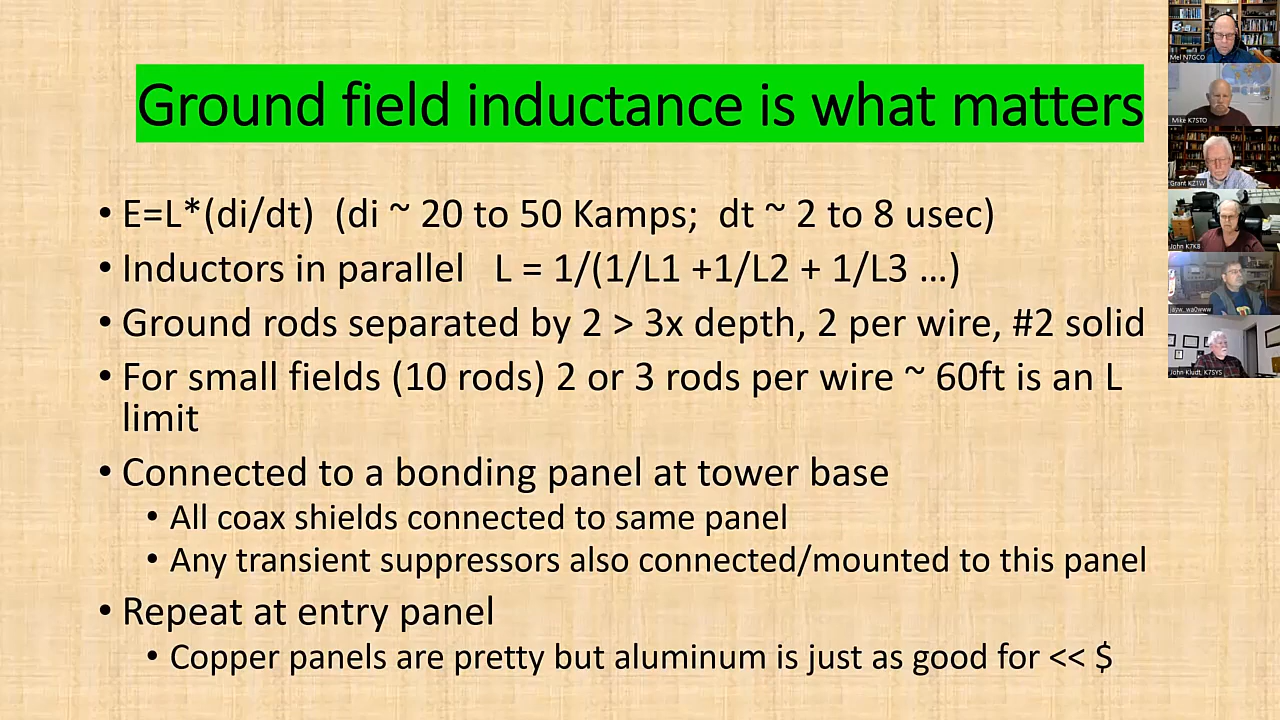 Ground field inductance is what matters
• E=L*(di/dt)  (di ~ 20 to 50 Kamps;  dt ~ 2 to 8 usec)
• Inductors in parallel   L = 1/(1/L1 +1/L2 + 1/L3 …)
• Ground rods separated by 2 > 3x depth, 2 per wire, #2 solid
• For small fields (10 rods) 2 or 3 rods per wire ~ 60ft is an L
limit
• Connected to a bonding panel at tower base
• All coax shields connected to same panel
• Any transient suppressors also connected/mounted to this panel
• Repeat at entry panel
• Copper panels are pretty but aluminum is just as good for << $
Mel N7GCO
Mike K7STO
Grant KZ1W
John K7KB
jayw_wa0www
John Kludt, K7SYS